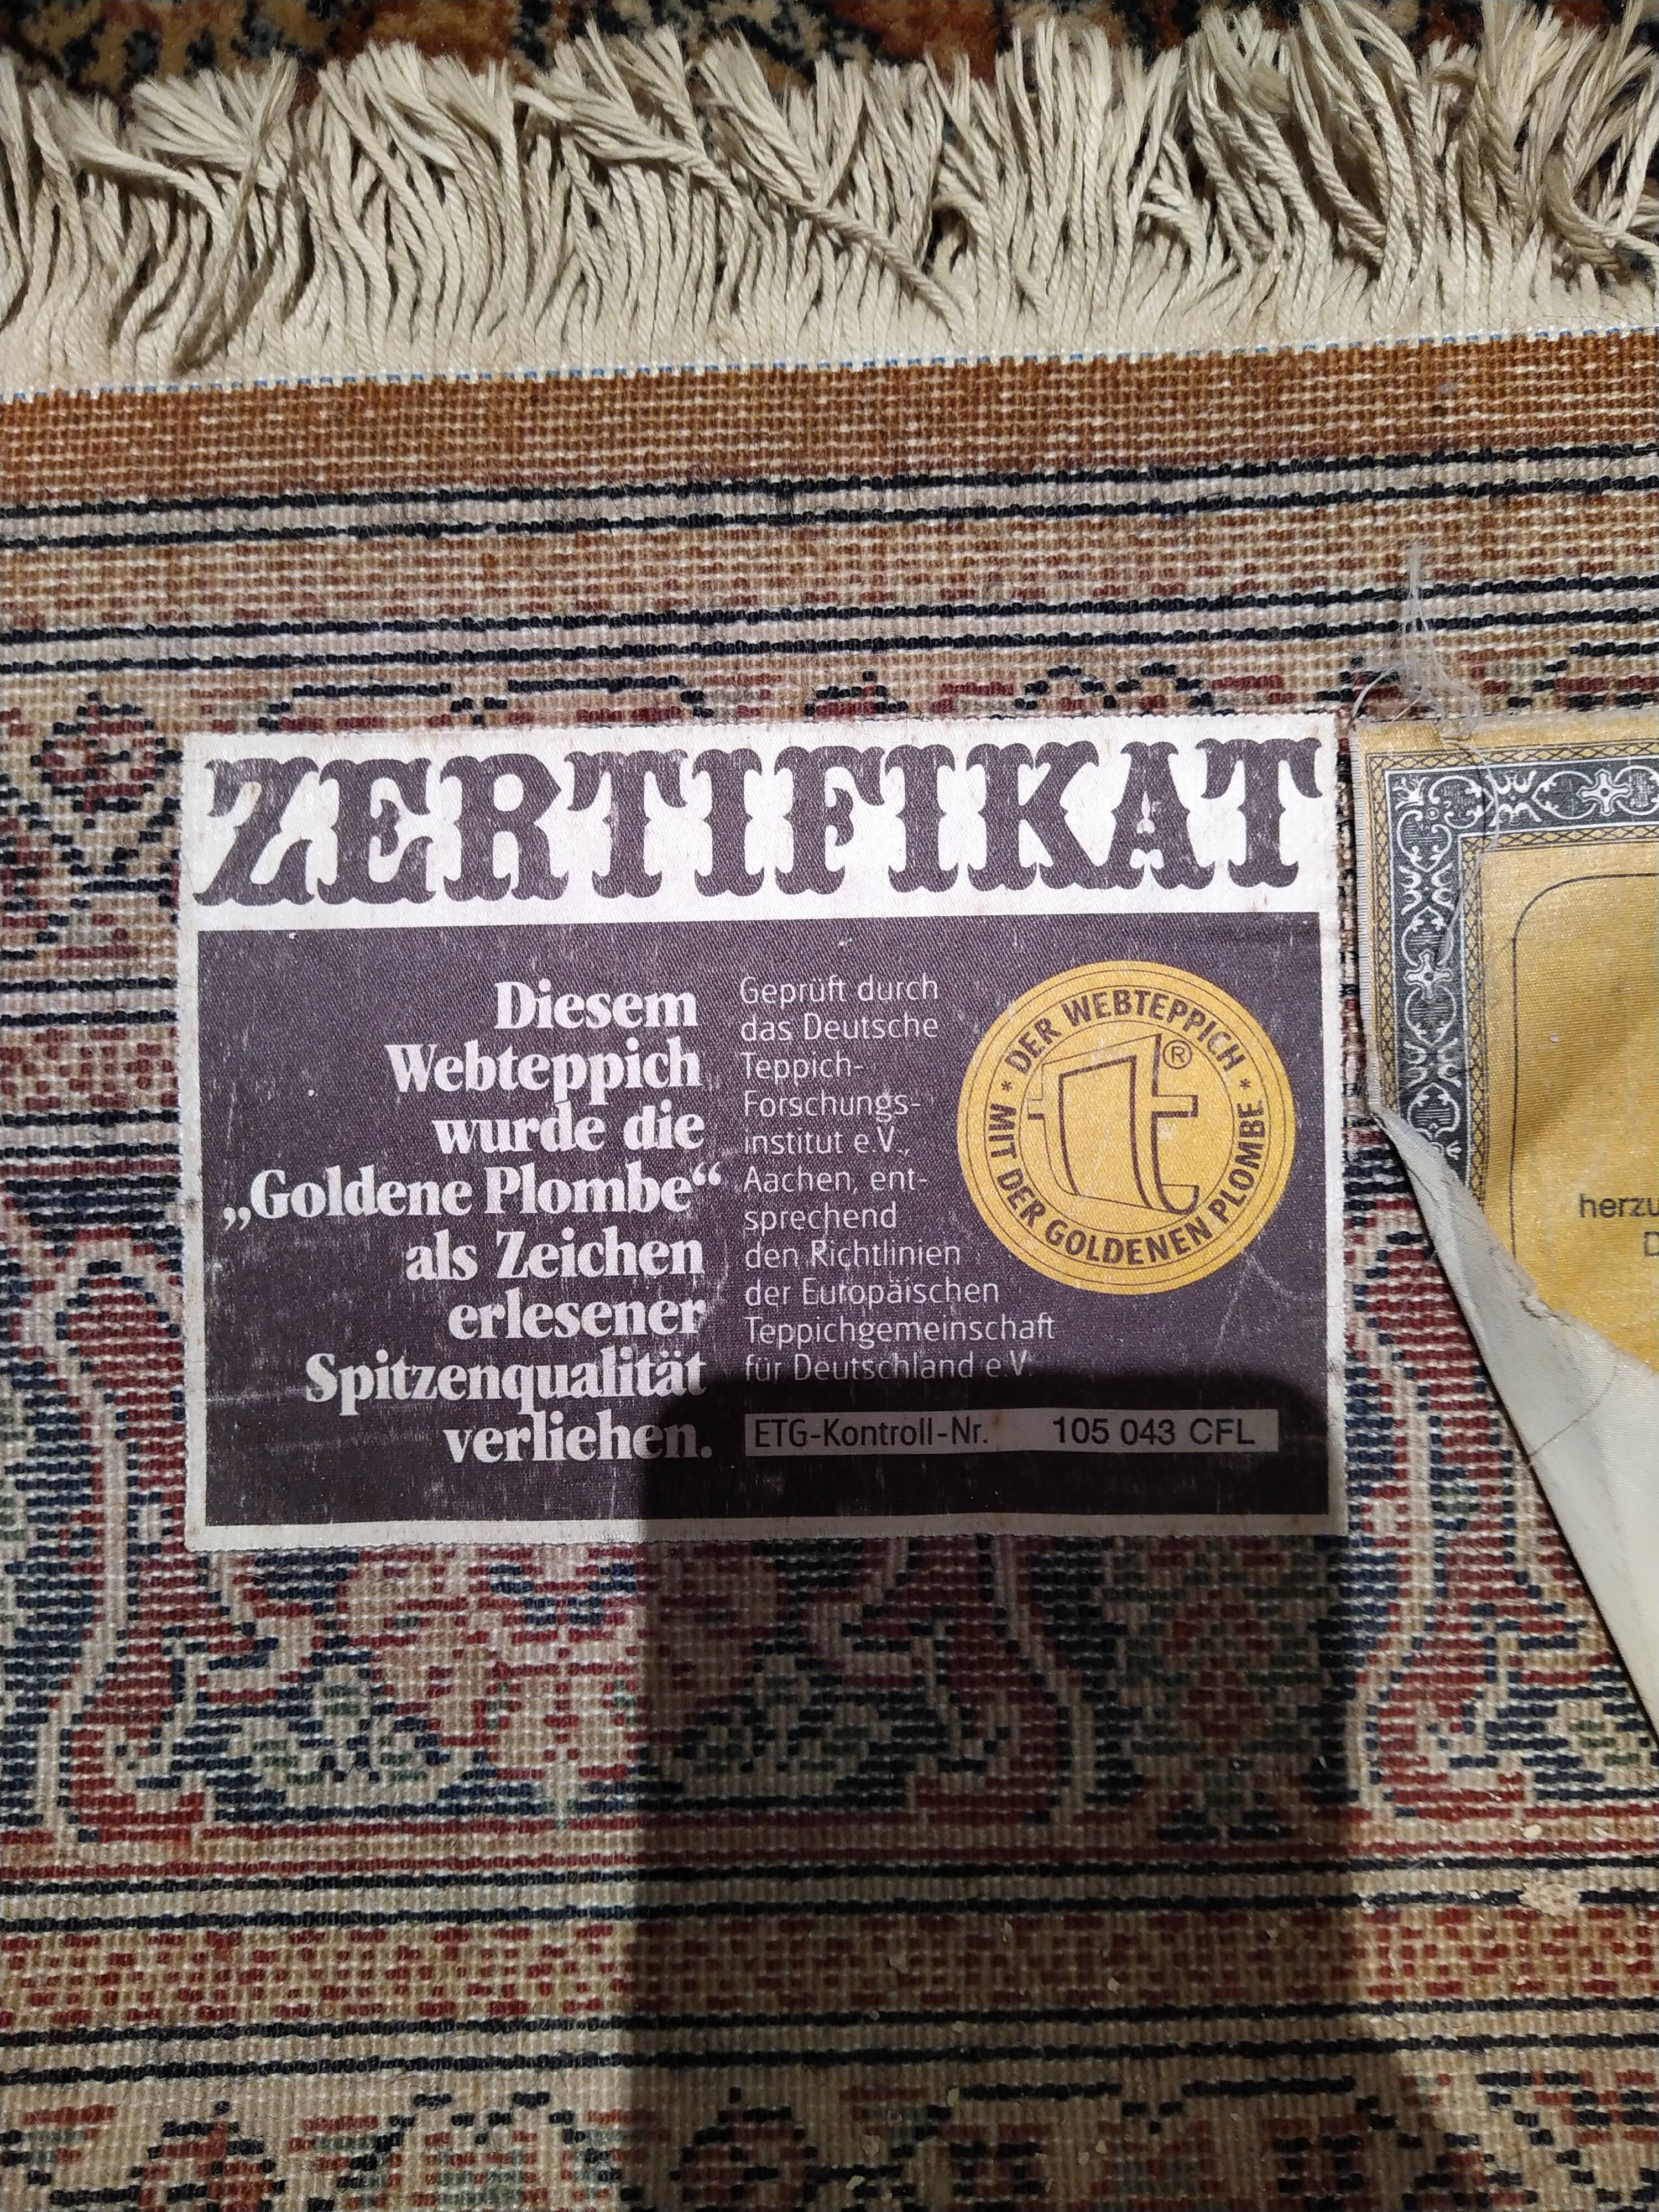 ZERTIFIKAT
Diesem
Webteppich
wurde die
„Goldene Plombe“
als Zeichen
erlesener
Spitzenqualität
verliehen.
Geprüft durch
das Deutsche
Teppich-
Forschungs-
institut e.V.,
Aachen, ent-
sprechend
den Richtlinien
der Europäischen
Teppichgemeinschaft
für Deutschland e.V.
ETG-Kontroll-Nr. 105 043 CFL
* DER WEBTEPPICH *
MIT DER GOLDENEN PLOMBE
t®
herzu